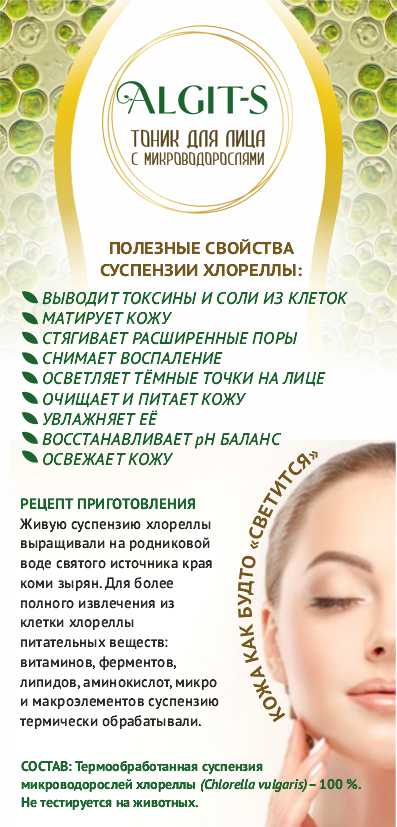 ALGIT-S
ТОНИК ДЛЯ ЛИЦА
С МИКРОВОДОРОСЛЯМИ
ПОЛЕЗНЫЕ СВОЙСТВА
СУСПЕНЗИИ ХЛОРЕЛЛЫ:
ВЫВОДИТ ТОКСИНЫ И СОЛИ ИЗ КЛЕТОК
МАТИРУЕТ КОЖУ
СТЯГИВАЕТ РАСШИРЕННЫЕ ПОРЫ
СНИМАЕТ ВОСПАЛЕНИЕ
ОСВЕТЛЯЕТ ТЁМНЫЕ ТОЧКИ НА ЛИЦЕ
ОЧИЩАЕТ И ПИТАЕТ КОЖУ
УВЛАЖНЯЕТ ЕЁ
ВОССТАНАВЛИВАЕТ pH БАЛАНС
ОСВЕЖАЕТ КОЖУ
РЕЦЕПТ ПРИГОТОВЛЕНИЯ
Живую суспензию хлореллы
выращивали на родниковой
воде святого источника края
коми зырян. Для более
полного извлечения из
клетки хлореллы
питательных веществ:
витаминов, ферментов,
липидов, аминокислот, микро
и макроэлементов суспензию
термически обрабатывали.
КОЖА КАК БУДТО «СВЕТИТСЯ»
СОСТАВ: Термообработанная суспензия
микроводорослей хлореллы (Chlorella vulgaris) – 100 %.
Не тестируется на животных.